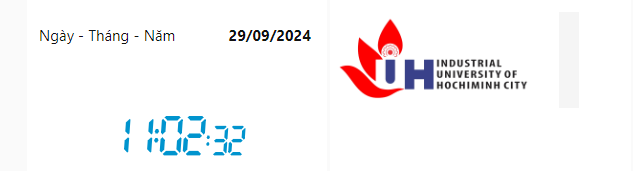 Ngày - Tháng - Năm 29/09/2024
11:02:32
IUH
INDUSTRIAL
UNIVERSITY OF
HOCHIMINH CITY